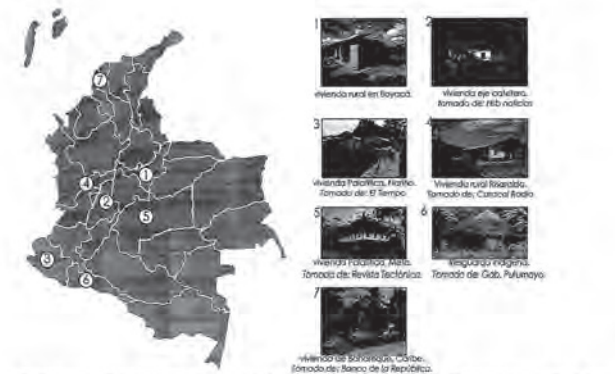 7
4
1
2
5
3
6
1
Vivienda rural en Boyacá.
2
Vivienda eje cafetero.
Tomado de: Hsb noticias
3
Vivienda Palafítica, Nariño.
Tomado de: El Tiempo
4
Vivienda rural Risaralda.
Tomado de: Caracol Radio
5
Vivienda Palafítica, Meta.
Tomado de: Revista Tectónica.
6
Resguardo indígena.
Tomado de: Gob. Putumayo.
7
Vivienda de Bahareque, Caribe.
Tomado de: Banco de la República.